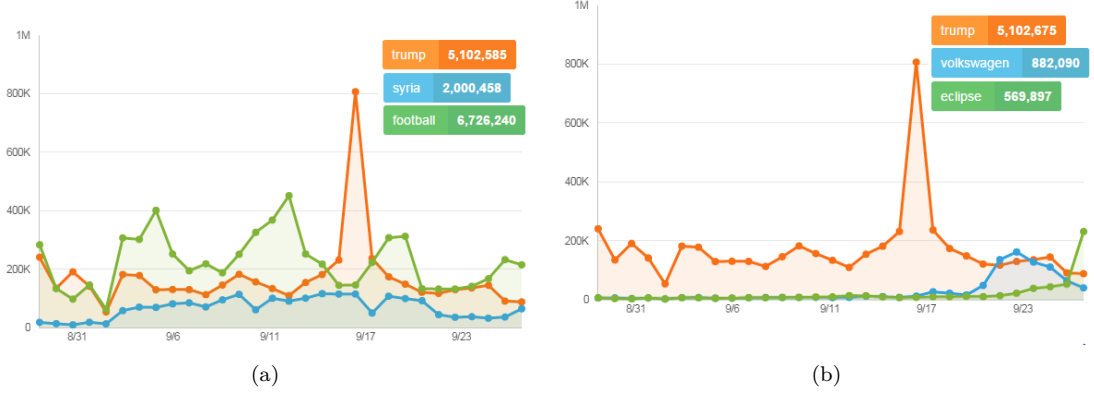 1M
800K
600K
400K
200K
0
8/31 9/6 9/11 9/17 9/23
trump 5,102,585
syria 2,000,458
football 6,726,240
(a)
1M
800K
600K
400K
200K
0
8/31 9/6 9/11 9/17 9/23
trump 5,102,675
volkswagen 882,090
eclipse 569,897
(b)